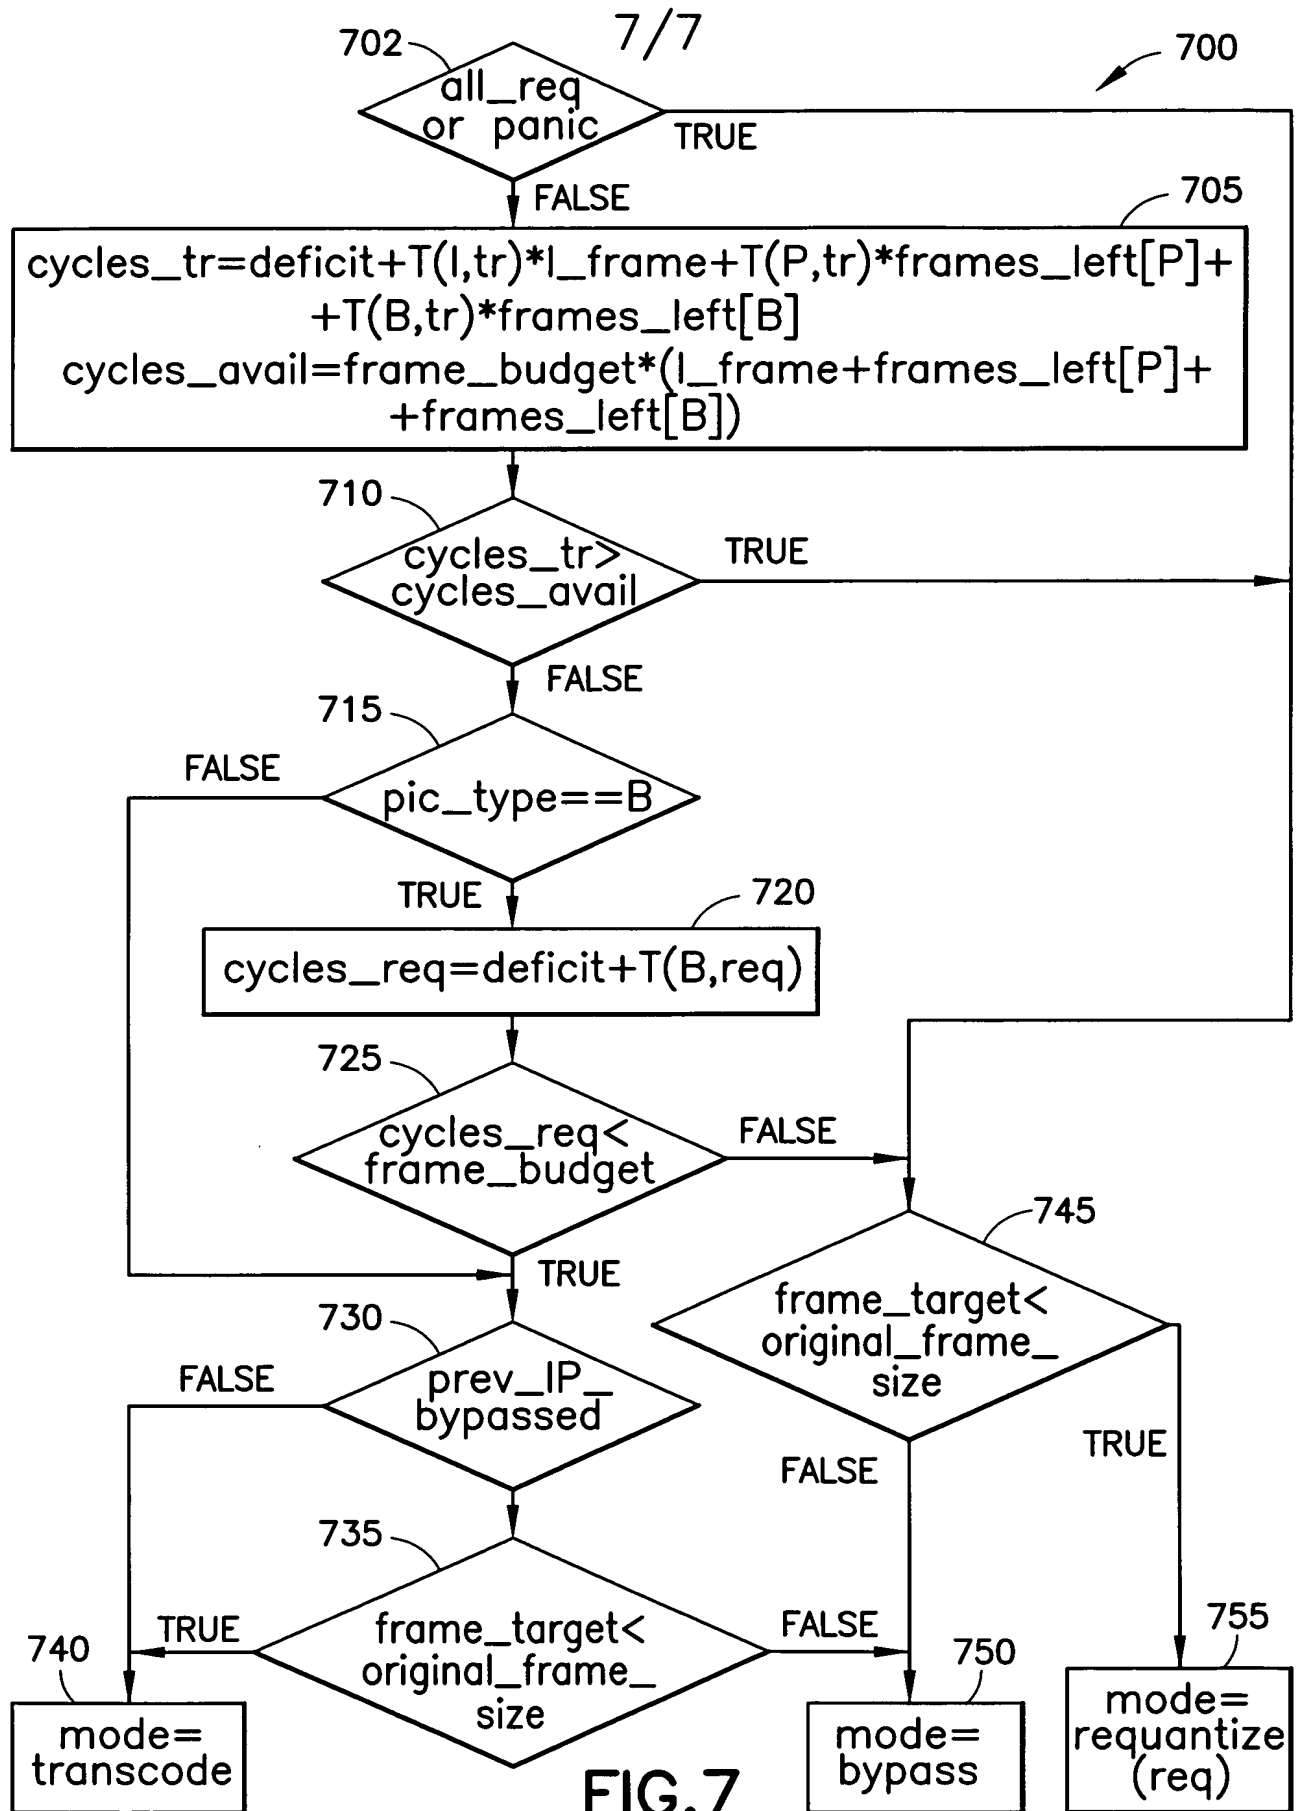 7/7
702
700
all_req
or panic
TRUE
FALSE
705
cycles_tr=deficit+T(I,tr)*I_frame+T(P,tr)*frames_left[P]+
+T(B,tr)*frames_left[B]
cycles_avail=frame_budget*(I_frame+frames_left[P]+
+frames_left[B])
710
cycles_tr>
cycles_avail
TRUE
FALSE
715
FALSE
pic_type==B
TRUE
720
cycles_req=deficit+T(B,req)
725
cycles_req<
frame_budget
FALSE
TRUE
745
frame_target<
original_frame_
size
730
FALSE
prev_IP_
bypassed
FALSE
TRUE
735
TRUE
frame_target<
original_frame_
size
FALSE
740
mode=
transcode
750
mode=
bypass
755
mode=
requantize
(req)
FIG.7